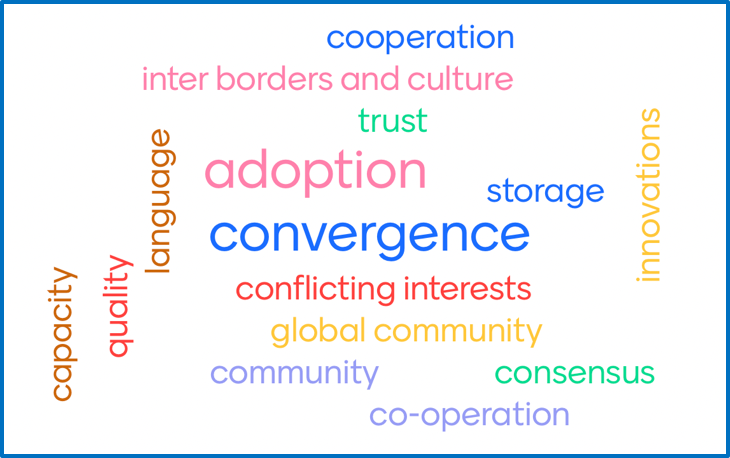 cooperation
inter borders and culture
trust
language
adoption
innovations
storage
convergence
capacity
quality
conflicting interests
global community
community
consensus
co-operation